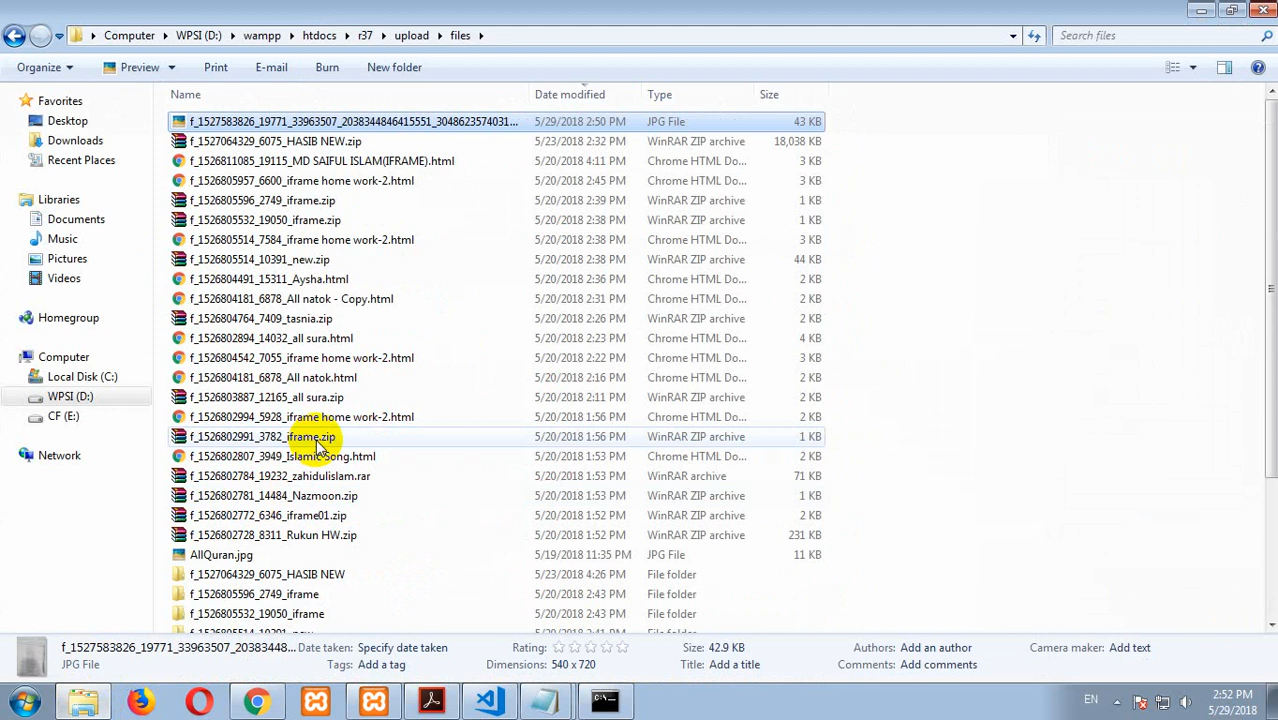 Computer WPSI (D:) wampp htdocs r37 upload files Search files
Organize Preview Print E-mail Burn New folder
Name Date modified Type Size
Favorites
Desktop
Downloads
Recent Places
Libraries
Documents
Music
Pictures
Videos
Homegroup
Computer
Local Disk (C:)
WPSI (D:)
CF (E:)
Network
f_1527583826_19771_33963507_2038344846415551_3048623574031... 5/29/2018 2:50 PM JPG File 43 KB
f_1527064329_6075_HASIB NEW.zip 5/23/2018 2:32 PM WinRAR ZIP archive 18,038 KB
f_1526811085_19115_MD SAIFUL ISLAM(IFRAME).html 5/20/2018 4:11 PM Chrome HTML Do... 3 KB
f_1526805957_6600_iframe home work-2.html 5/20/2018 2:45 PM Chrome HTML Do... 3 KB
f_1526805596_2749_iframe.zip 5/20/2018 2:39 PM WinRAR ZIP archive 1 KB
f_1526805532_19050_iframe.zip 5/20/2018 2:38 PM WinRAR ZIP archive 1 KB
f_1526805514_7584_iframe home work-2.html 5/20/2018 2:38 PM Chrome HTML Do... 3 KB
f_1526805514_10391_new.zip 5/20/2018 2:38 PM WinRAR ZIP archive 44 KB
f_1526804491_15311_Aysha.html 5/20/2018 2:34 PM Chrome HTML Do... 2 KB
f_1526804181_6878_All natok - Copy.html 5/20/2018 2:31 PM Chrome HTML Do... 2 KB
f_1526804764_7409_tasnia.zip 5/20/2018 2:26 PM WinRAR ZIP archive 2 KB
f_1526802894_14032_all sura.html 5/20/2018 2:23 PM Chrome HTML Do... 4 KB
f_1526804542_7055_iframe home work-2.html 5/20/2018 2:22 PM Chrome HTML Do... 3 KB
f_1526804181_6878_All natok.html 5/20/2018 2:16 PM Chrome HTML Do... 2 KB
f_1526803887_12165_all sura.zip 5/20/2018 2:11 PM WinRAR ZIP archive 2 KB
f_1526802994_5928_iframe home work-2.html 5/20/2018 1:56 PM Chrome HTML Do... 2 KB
f_1526802991_3782_iframe.zip 5/20/2018 1:56 PM WinRAR ZIP archive 1 KB
f_1526802807_3949_Islamic Song.html 5/20/2018 1:53 PM Chrome HTML Do... 2 KB
f_1526802784_19232_zahidulislam.rar 5/20/2018 1:53 PM WinRAR archive 71 KB
f_1526802781_14484_Nazmoon.zip 5/20/2018 1:53 PM WinRAR ZIP archive 1 KB
f_1526802772_6346_iframe01.zip 5/20/2018 1:52 PM WinRAR ZIP archive 2 KB
f_1526802728_8311_Rukun HW.zip 5/20/2018 1:52 PM WinRAR ZIP archive 231 KB
AllQuran.jpg 5/19/2018 11:35 PM JPG File 11 KB
f_1527064329_6075_HASIB NEW 5/23/2018 4:26 PM File folder
f_1526805596_2749_iframe 5/20/2018 2:43 PM File folder
f_1526805532_19050_iframe 5/20/2018 2:43 PM File folder
f_1526805514_10391_new 5/20/2018 2:41 PM File folder
f_1527583826_19771_33963507_20383448... Date taken: Specify date taken Rating: Size: 42.9 KB Authors: Add an author Camera maker: Add text
JPG File Tags: Add a tag Dimensions: 540 x 720 Title: Add a title Comments: Add comments
EN 2:52 PM
5/29/2018